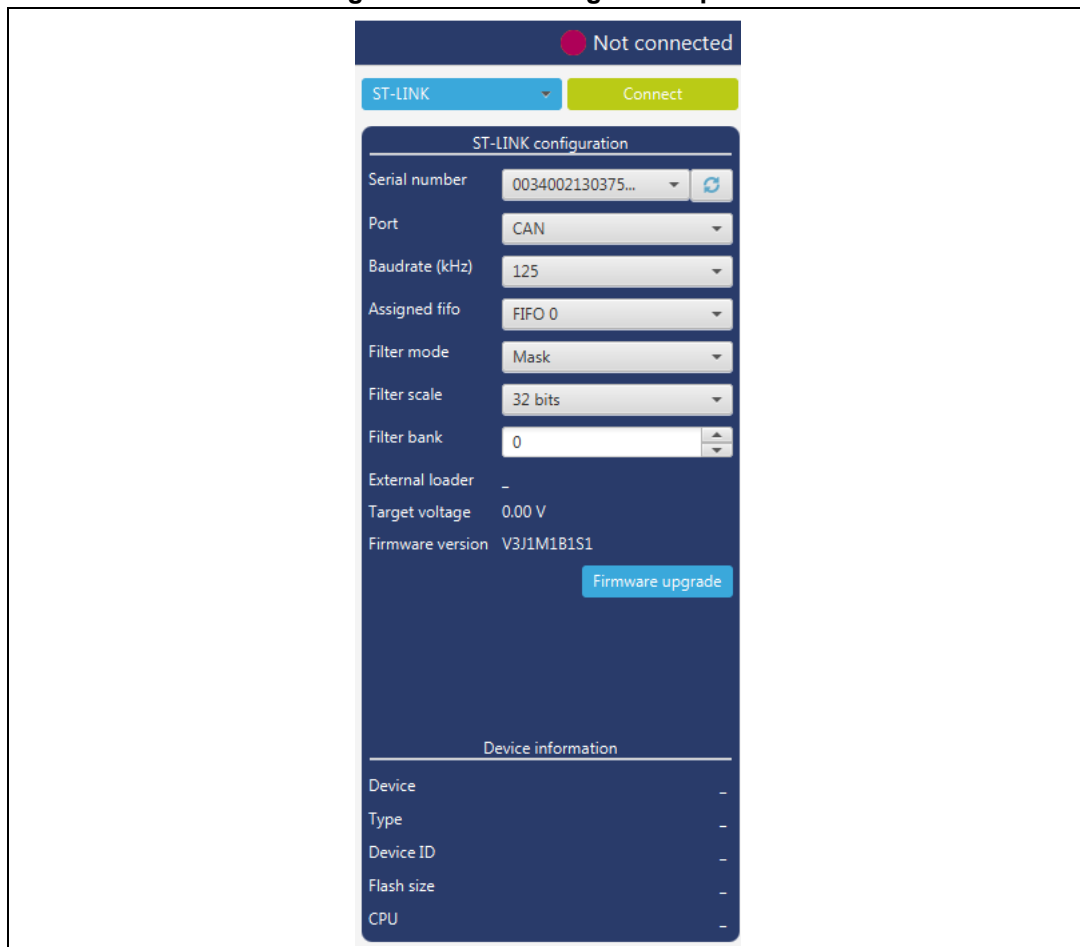 Not connected
ST-LINK Connect
ST-LINK configuration
Serial number 0034002130375...
Port CAN
Baudrate (kHz) 125
Assigned fifo FIFO 0
Filter mode Mask
Filter scale 32 bits
Filter bank 0
External loader _
Target voltage 0.00 V
Firmware version V3J1M1B1S1
Firmware upgrade
Device information
Device _
Type _
Device ID _
Flash size _
CPU _